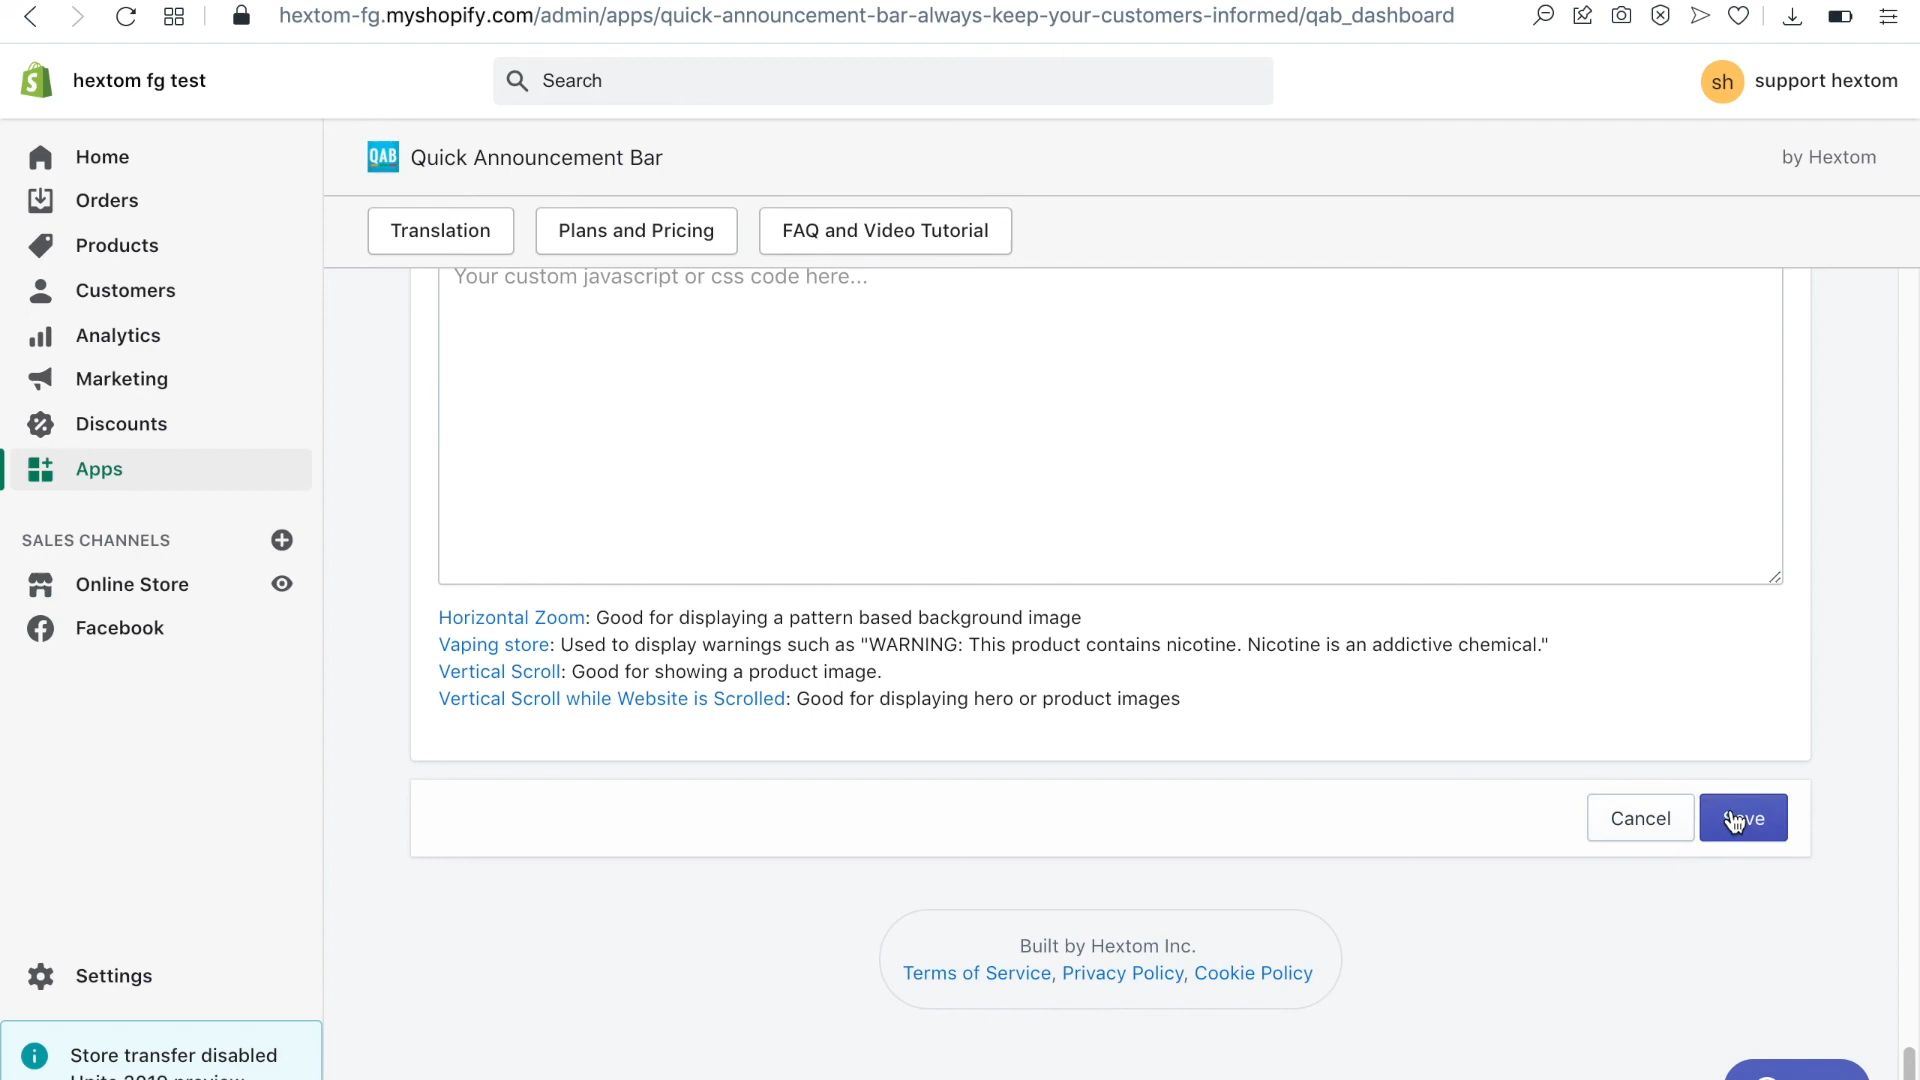 hextom-fg.myshopify.com/admin/apps/quick-announcement-bar-always-keep-your-customers-informed/qab_dashboard
hextom fg test
Search
sh support hextom
Home
Orders
Products
Customers
Analytics
Marketing
Discounts
Apps
SALES CHANNELS
Online Store
Facebook
Settings
Store transfer disabled
QAB Quick Announcement Bar
by Hextom
Translation
Plans and Pricing
FAQ and Video Tutorial
Your custom javascript or css code here...
Horizontal Zoom: Good for displaying a pattern based background image
Vaping store: Used to display warnings such as "WARNING: This product contains nicotine. Nicotine is an addictive chemical."
Vertical Scroll: Good for showing a product image.
Vertical Scroll while Website is Scrolled: Good for displaying hero or product images
Cancel
Save
Built by Hextom Inc.
Terms of Service, Privacy Policy, Cookie Policy